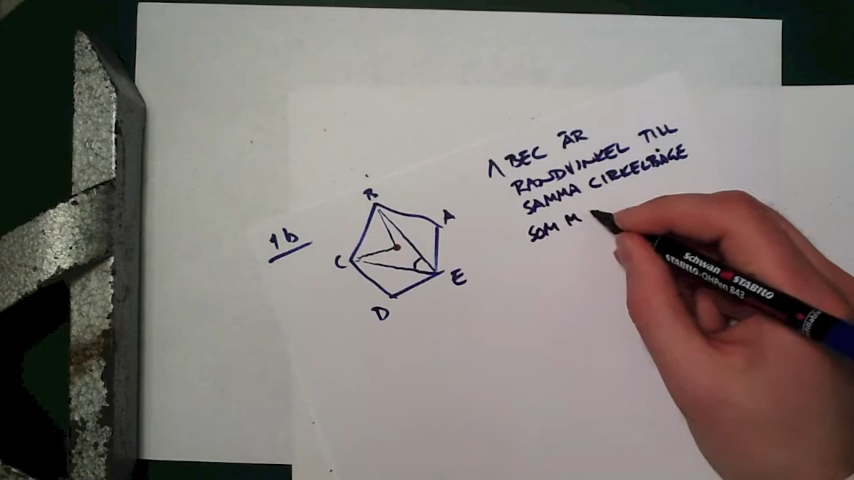 ∧ BEC ÄR
RANDVINKEL TILL
SAMMA CIRKELBÅGE
SOM M
1b
B
A
C
E
D
Schwan STABILO
STABILO-OHPen 843